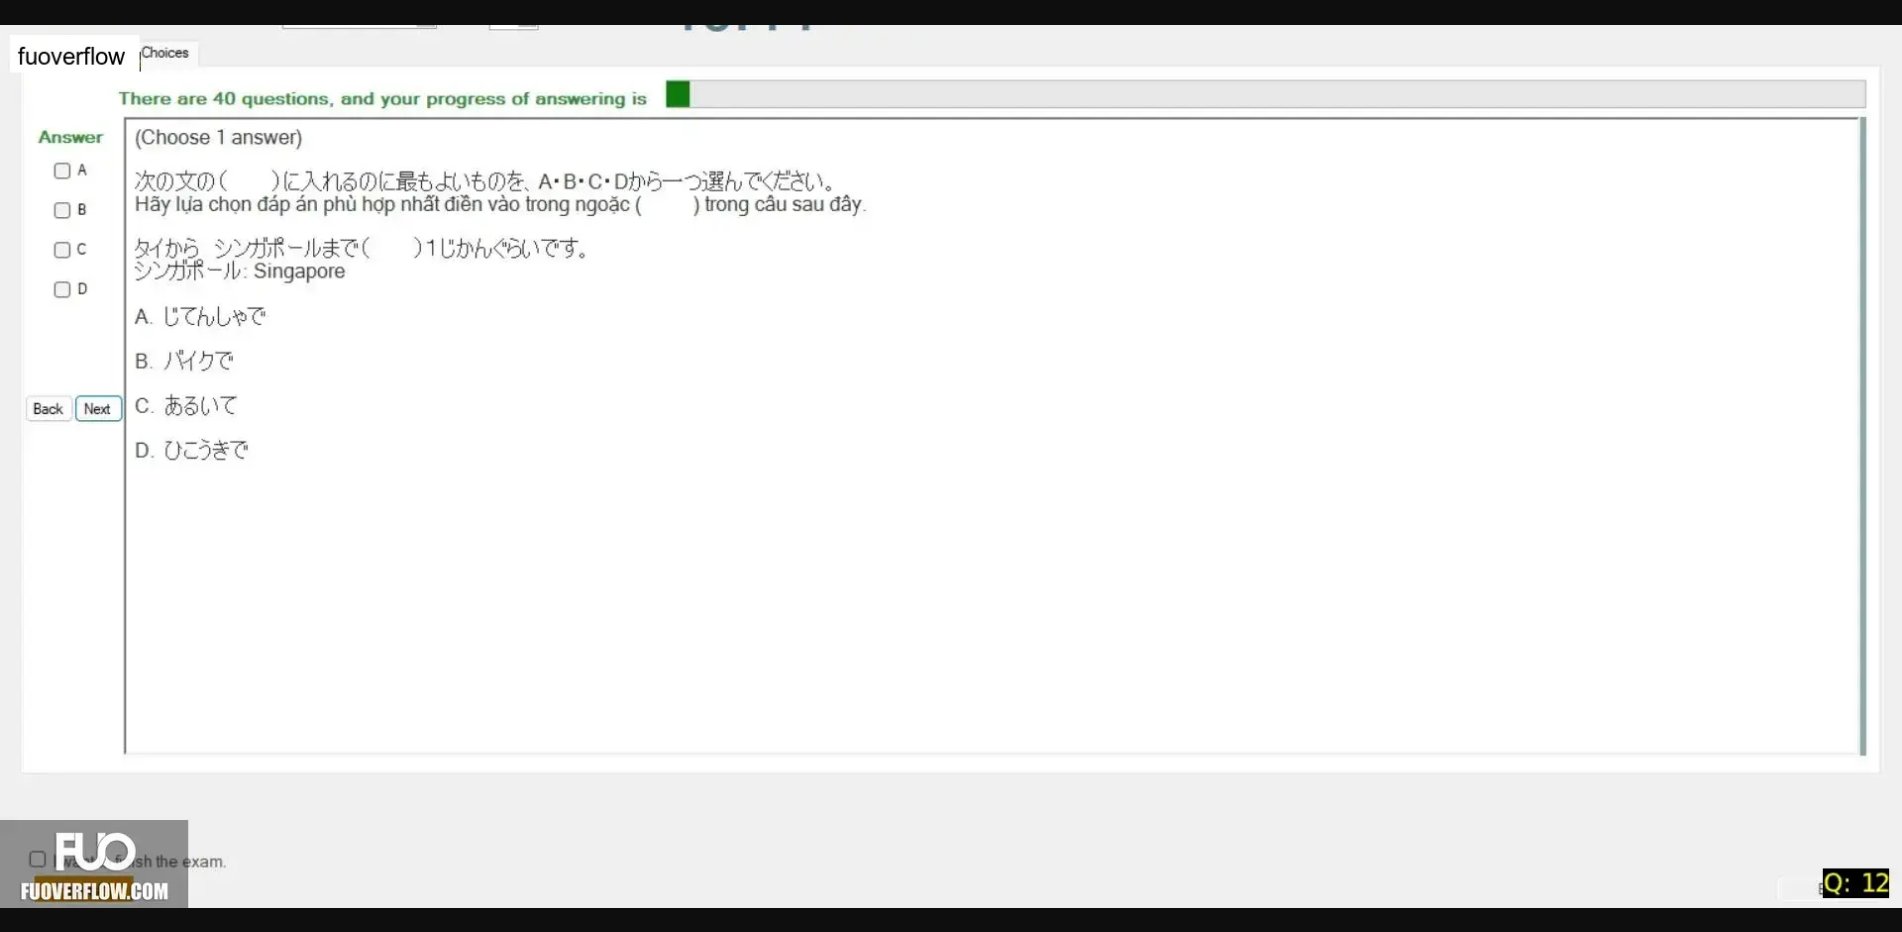 fuoverflow
Choices
There are 40 questions, and your progress of answering is
Answer
(Choose 1 answer)
A
B
C
D
次の文の(　　)に入れるのに最もよいものを、A・B・C・Dから一つ選んでください。
Hãy lựa chọn đáp án phù hợp nhất điền vào trong ngoặc (　　) trong câu sau đây.
タイから　シンガポールまで(　　)1じかんぐらいです。
シンガポール: Singapore
A. じてんしゃで
B. バイクで
Back Next
C. あるいて
D. ひこうきで
FUO
finish the exam.
FUOVERFLOW.COM
Q: 12